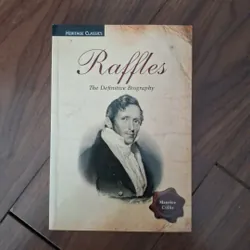 HERITAGE CLASSICS
Raffles
The Definitive Biography
Maurice
Collis